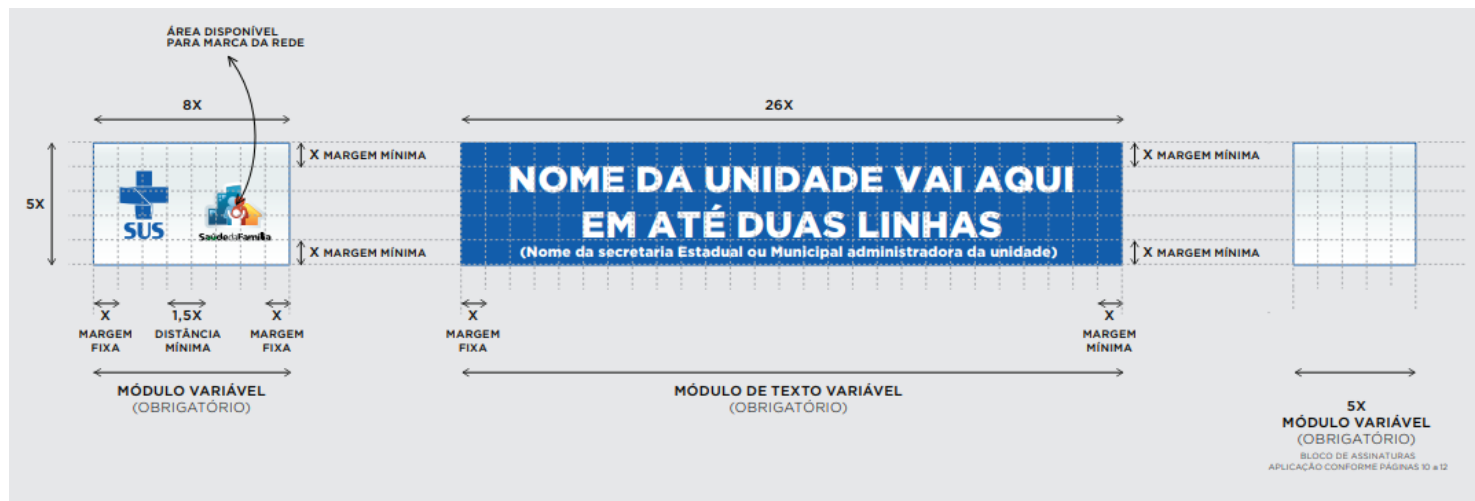 ÁREA DISPONÍVEL
PARA MARCA DA REDE
8X
26X
X MARGEM MÍNIMA
X MARGEM MÍNIMA
5X
SUS
SaúdedaFamília
NOME DA UNIDADE VAI AQUI
EM ATÉ DUAS LINHAS
(Nome da secretaria Estadual ou Municipal administradora da unidade)
X MARGEM MÍNIMA
X MARGEM MÍNIMA
X
MARGEM
FIXA
1,5X
DISTÂNCIA
MÍNIMA
X
MARGEM
FIXA
X
MARGEM
FIXA
X
MARGEM
MÍNIMA
MÓDULO VARIÁVEL
(OBRIGATÓRIO)
MÓDULO DE TEXTO VARIÁVEL
(OBRIGATÓRIO)
5X
MÓDULO VARIÁVEL
(OBRIGATÓRIO)
BLOCO DE ASSINATURAS
APLICAÇÃO CONFORME PÁGINAS 10 a 12